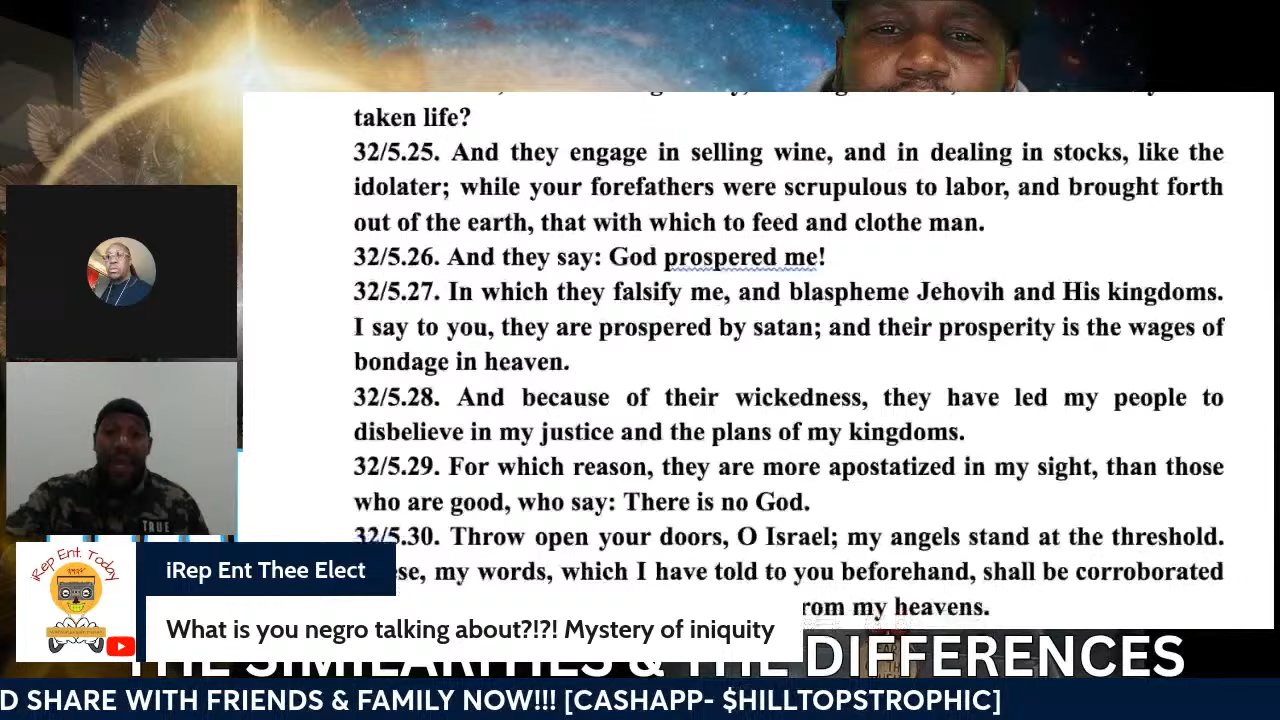 taken life?
32/5.25. And they engage in selling wine, and in dealing in stocks, like the
idolater; while your forefathers were scrupulous to labor, and brought forth
out of the earth, that with which to feed and clothe man.
32/5.26. And they say: God prospered me!
32/5.27. In which they falsify me, and blaspheme Jehovih and His kingdoms.
I say to you, they are prospered by satan; and their prosperity is the wages of
bondage in heaven.
32/5.28. And because of their wickedness, they have led my people to
disbelieve in my justice and the plans of my kingdoms.
32/5.29. For which reason, they are more apostatized in my sight, than those
who are good, who say: There is no God.
32/5.30. Throw open your doors, O Israel; my angels stand at the threshold.
my words, which I have told to you beforehand, shall be corroborated
my heavens.
TRUE
iRep Ent. Today
iRep Ent Thee Elect
What is you negro talking about?!?! Mystery of iniquity
THE SIMILARITIES & THE DIFFERENCES
D SHARE WITH FRIENDS & FAMILY NOW!!! [CASHAPP- $HILLTOPSTROPHIC]